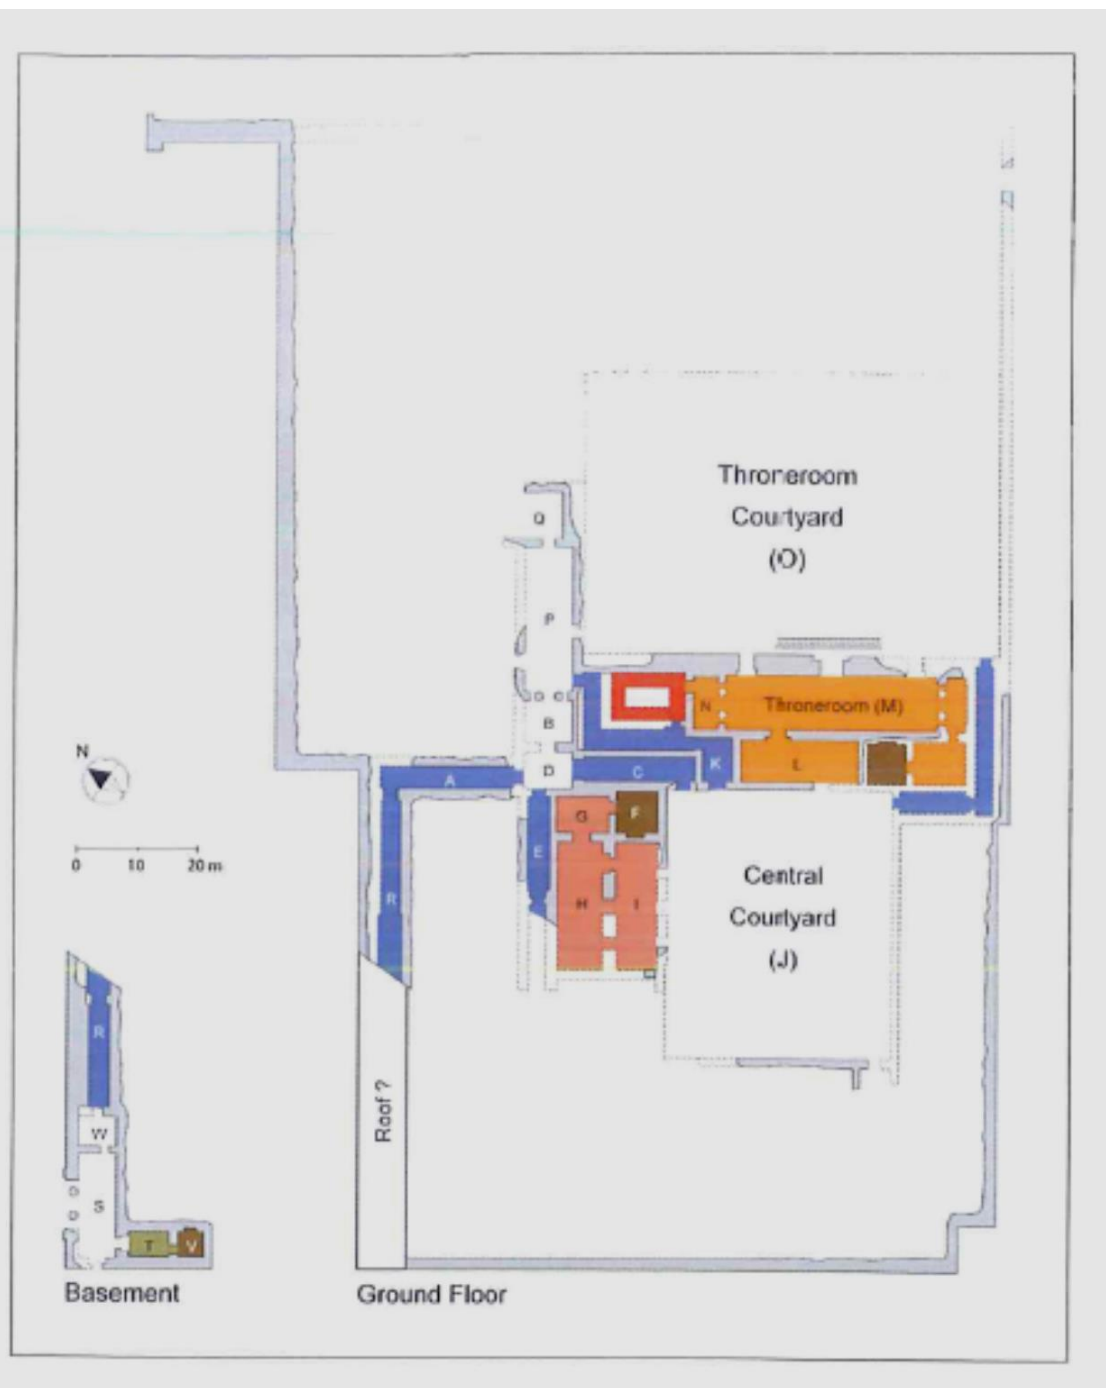 Throneroom
Courtyard
(O)
Q
P
N
Throneroom (M)
B
N
D
A
C
K
L
G
F
E
H
I
R
0 10 20 m
Central
Courtyard
(J)
R
W
S
T
V
Roof ?
Basement
Ground Floor